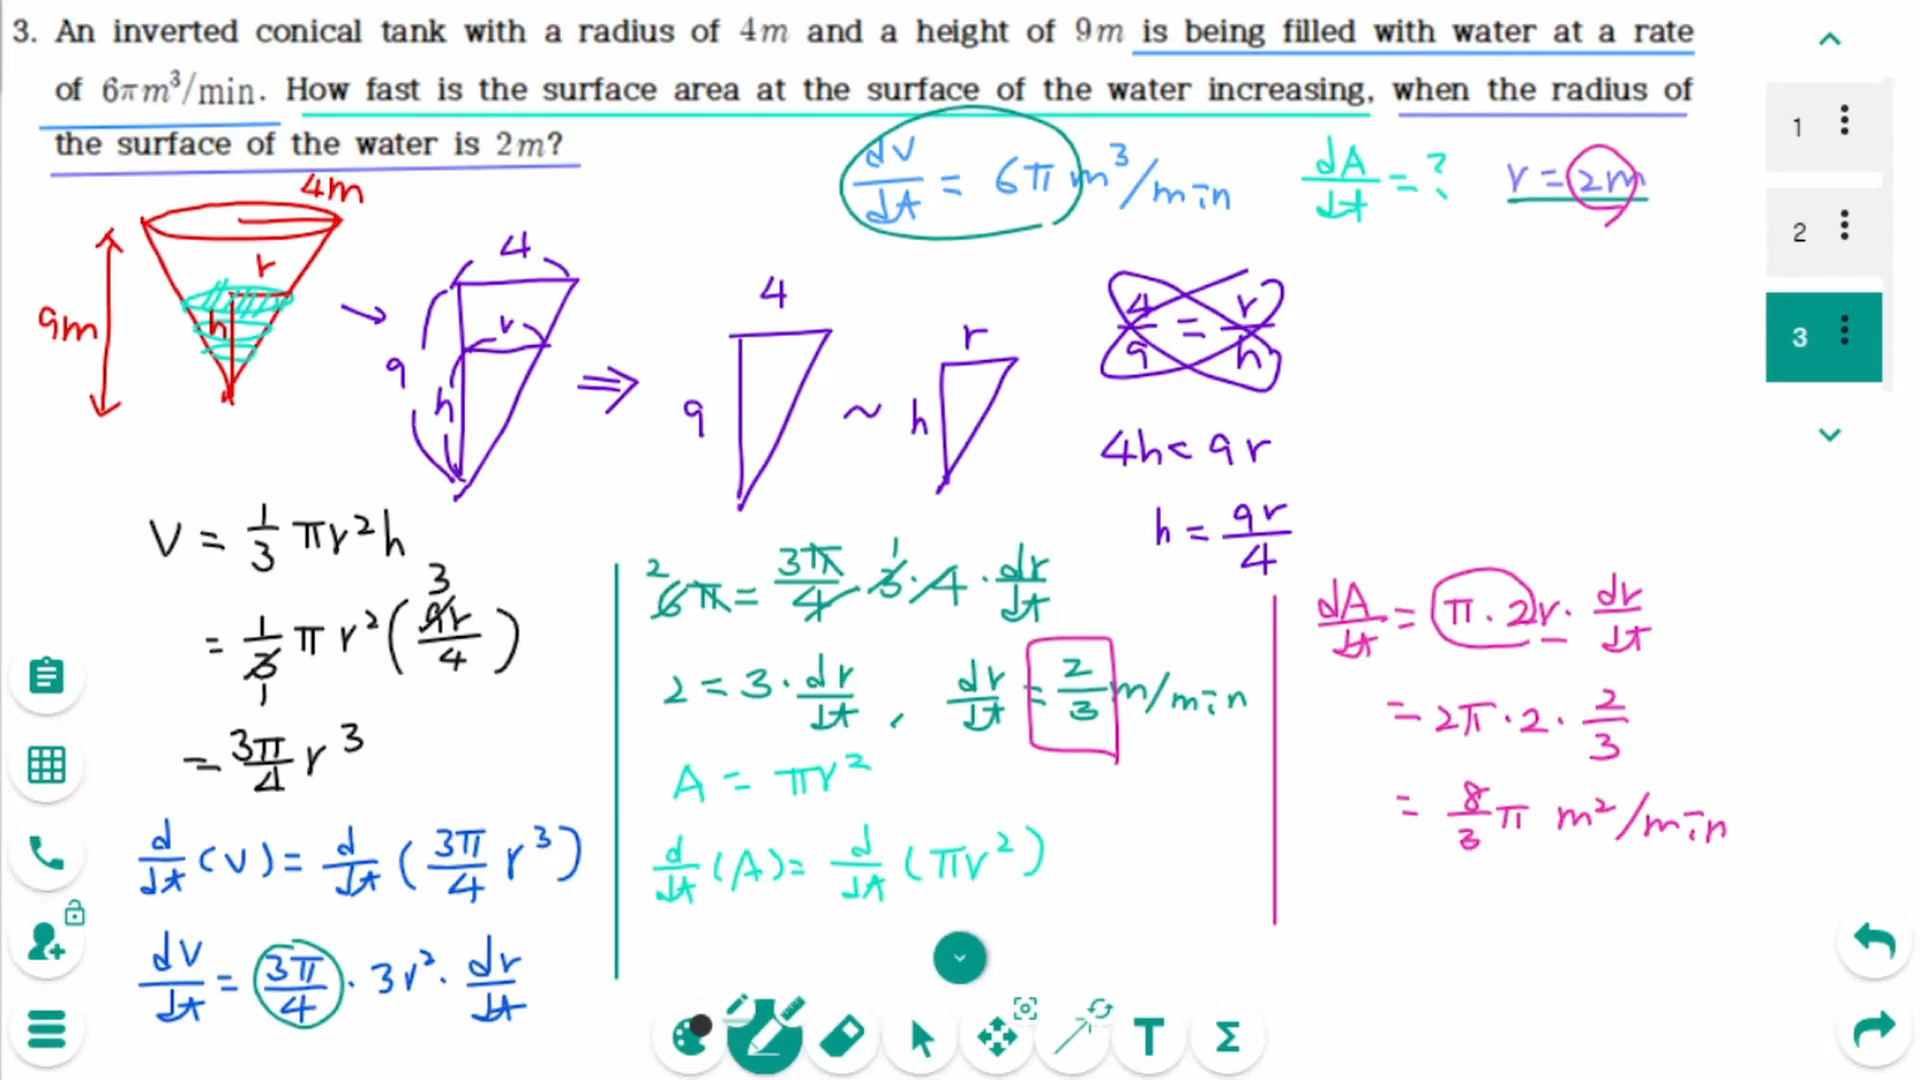 3. An inverted conical tank with a radius of 4m and a height of 9m is being filled with water at a rate
of 6πm³/min. How fast is the surface area at the surface of the water increasing, when the radius of
the surface of the water is 2m?
dV/dt = 6π m³/min
dA/dt = ?
r = 2m
4m
9m
r
h
→
4
9
r
h
⇒
4
9
~
r
h
4/9 = r/h
4h = 9r
h = 9r/4
V = 1/3 πr²h
= 1/3 π r² (9r/4)
3
1
= 3π/4 r³
d/dt (V) = d/dt (3π/4 r³)
dV/dt = 3π/4 · 3r² · dr/dt
2
1
6π = 3π/4 · 3 · 4 · dr/dt
2 = 3 · dr/dt , dr/dt = 2/3 m/min
A = πr²
d/dt (A) = d/dt (πr²)
dA/dt = π · 2r · dr/dt
= 2π · 2 · 2/3
= 8/3 π m²/min
1
2
3
T
Σ